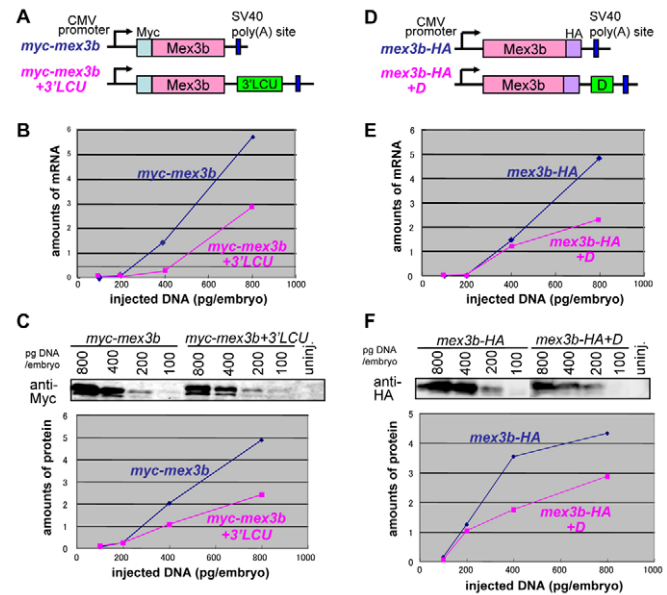 A
CMV promoter
Myc
SV40 poly(A) site
myc-mex3b
Mex3b
myc-mex3b +3'LCU
Mex3b
3'LCU
B
amounts of mRNA
6
5
4
3
2
1
0
myc-mex3b
myc-mex3b +3'LCU
0 200 400 600 800 1000
injected DNA (pg/embryo)
C
myc-mex3b myc-mex3b+3'LCU
pg DNA /embryo
800 400 200 100 800 400 200 100 uninj.
anti-Myc
amounts of protein
6
5
4
3
2
1
0
myc-mex3b
myc-mex3b +3'LCU
0 200 400 600 800 1000
injected DNA (pg/embryo)
D
CMV promoter
HA
SV40 poly(A) site
mex3b-HA
Mex3b
mex3b-HA +D
Mex3b
D
E
amounts of mRNA
6
5
4
3
2
1
0
mex3b-HA
mex3b-HA +D
0 200 400 600 800 1000
injected DNA (pg/embryo)
F
mex3b-HA mex3b-HA+D
pg DNA /embryo
800 400 200 100 800 400 200 100 uninj.
anti-HA
amounts of protein
5
4
3
2
1
0
mex3b-HA
mex3b-HA +D
0 200 400 600 800 1000
injected DNA (pg/embryo)